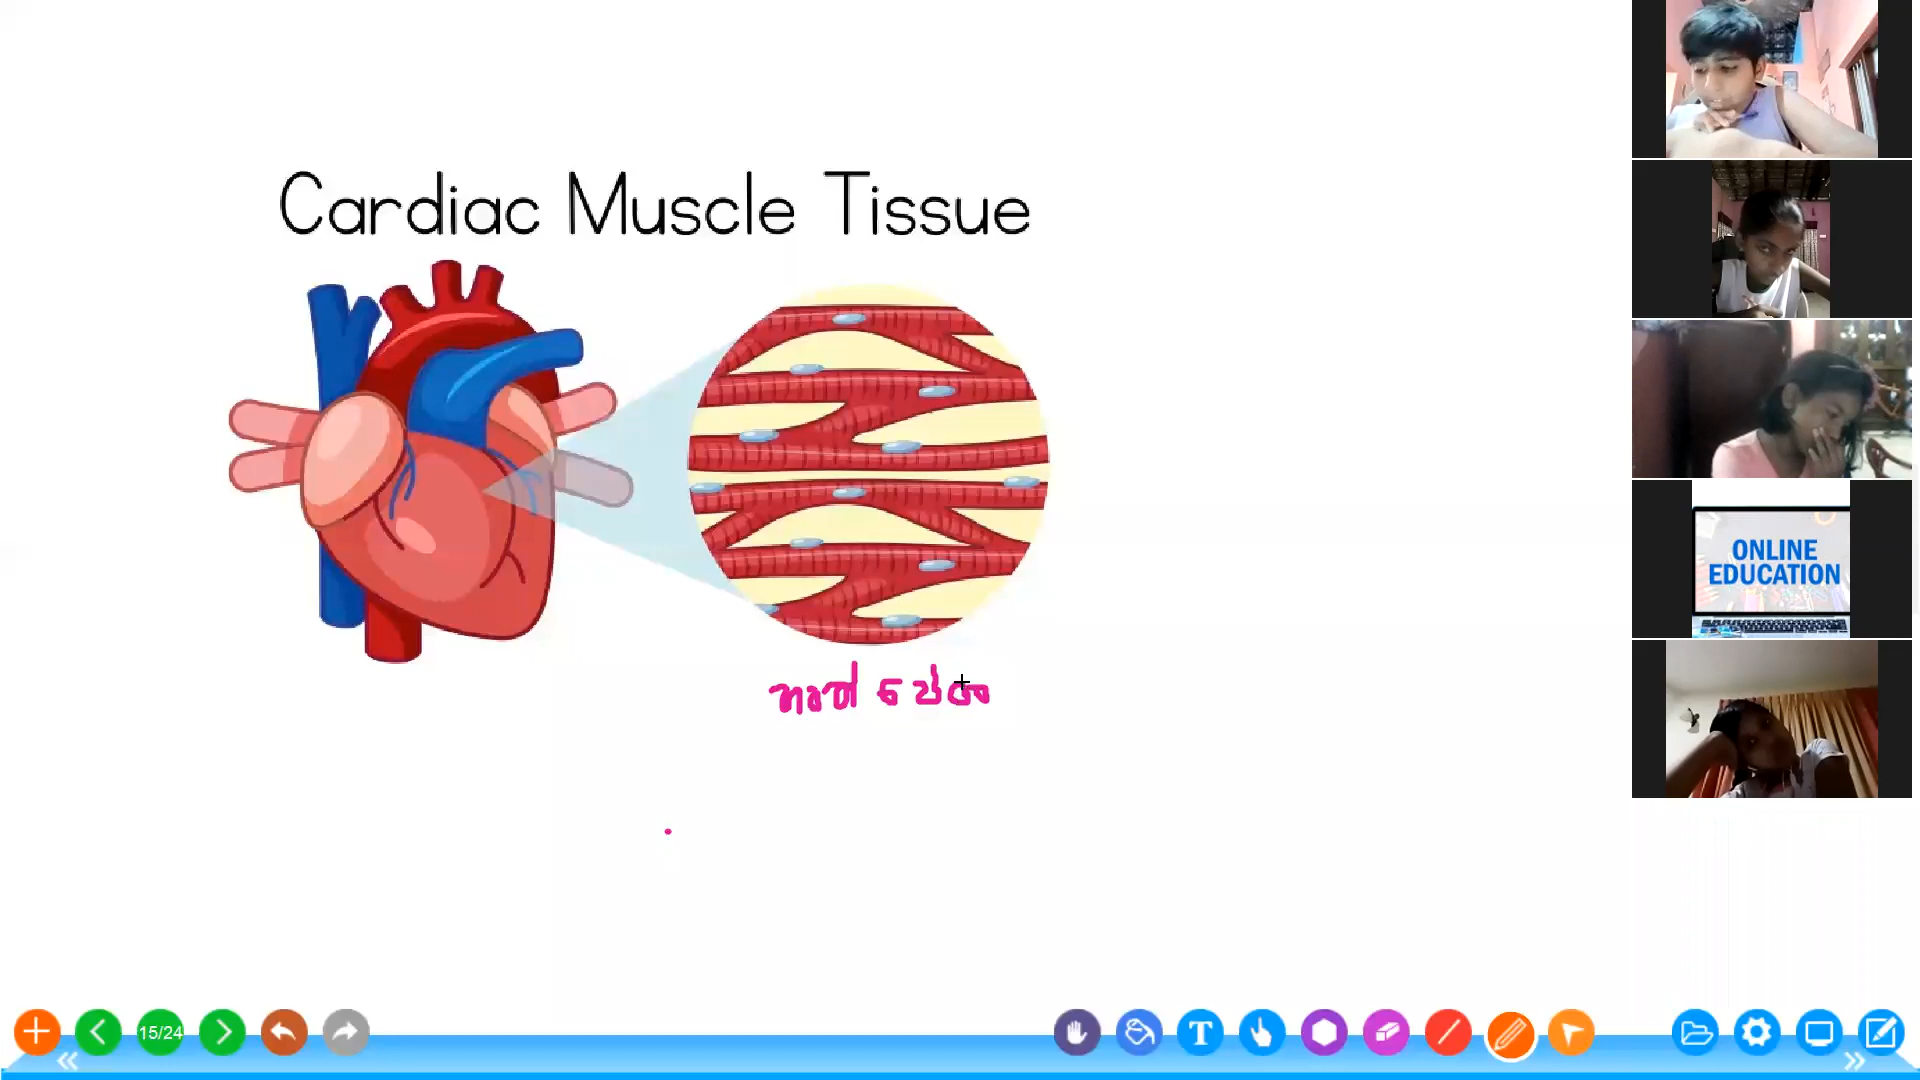 Cardiac Muscle Tissue
හෘත් පේශි
ONLINE
EDUCATION
15/24
T